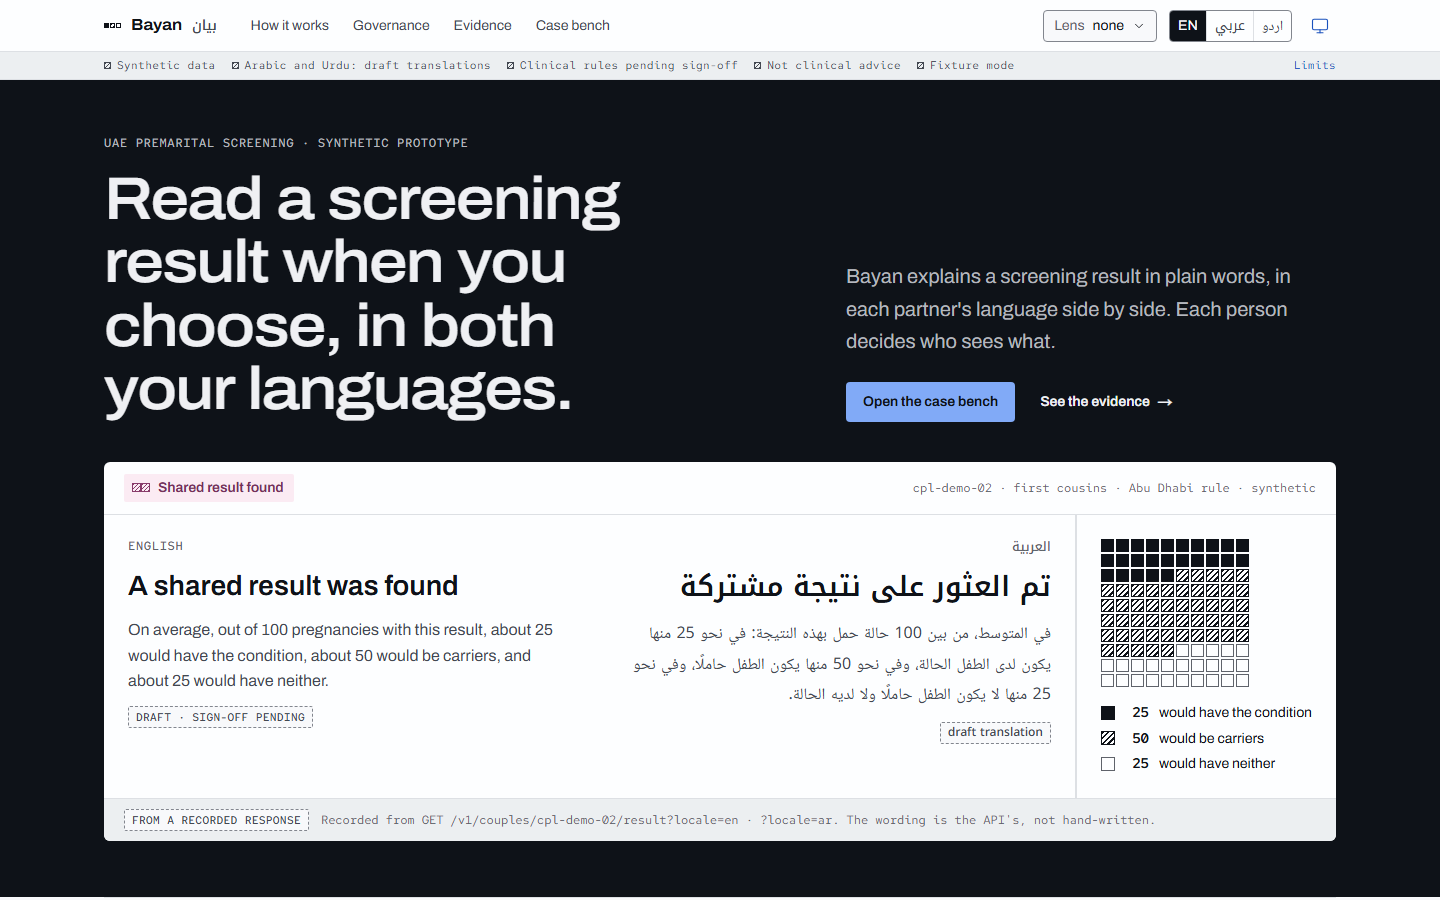 Bayan بيان How it works Governance Evidence Case bench Lens none EN عربي اردو
Synthetic data Arabic and Urdu: draft translations Clinical rules pending sign-off Not clinical advice Fixture mode Limits
UAE PREMARITAL SCREENING · SYNTHETIC PROTOTYPE
Read a screening
result when you
choose, in both
your languages.
Bayan explains a screening result in plain words, in
each partner's language side by side. Each person
decides who sees what.
Open the case bench See the evidence →
Shared result found cpl-demo-02 · first cousins · Abu Dhabi rule · synthetic
ENGLISH
A shared result was found
On average, out of 100 pregnancies with this result, about 25
would have the condition, about 50 would be carriers, and
about 25 would have neither.
DRAFT · SIGN-OFF PENDING
العربية
تم العثور على نتيجة مشتركة
في المتوسط، من بين 100 حالة حمل بهذه النتيجة: في نحو 25 منها
يكون لدى الطفل الحالة، وفي نحو 50 منها يكون الطفل حاملًا، وفي نحو
25 منها لا يكون الطفل حاملًا ولا لديه الحالة.
draft translation
25 would have the condition
50 would be carriers
25 would have neither
FROM A RECORDED RESPONSE Recorded from GET /v1/couples/cpl-demo-02/result?locale=en · ?locale=ar. The wording is the API's, not hand-written.